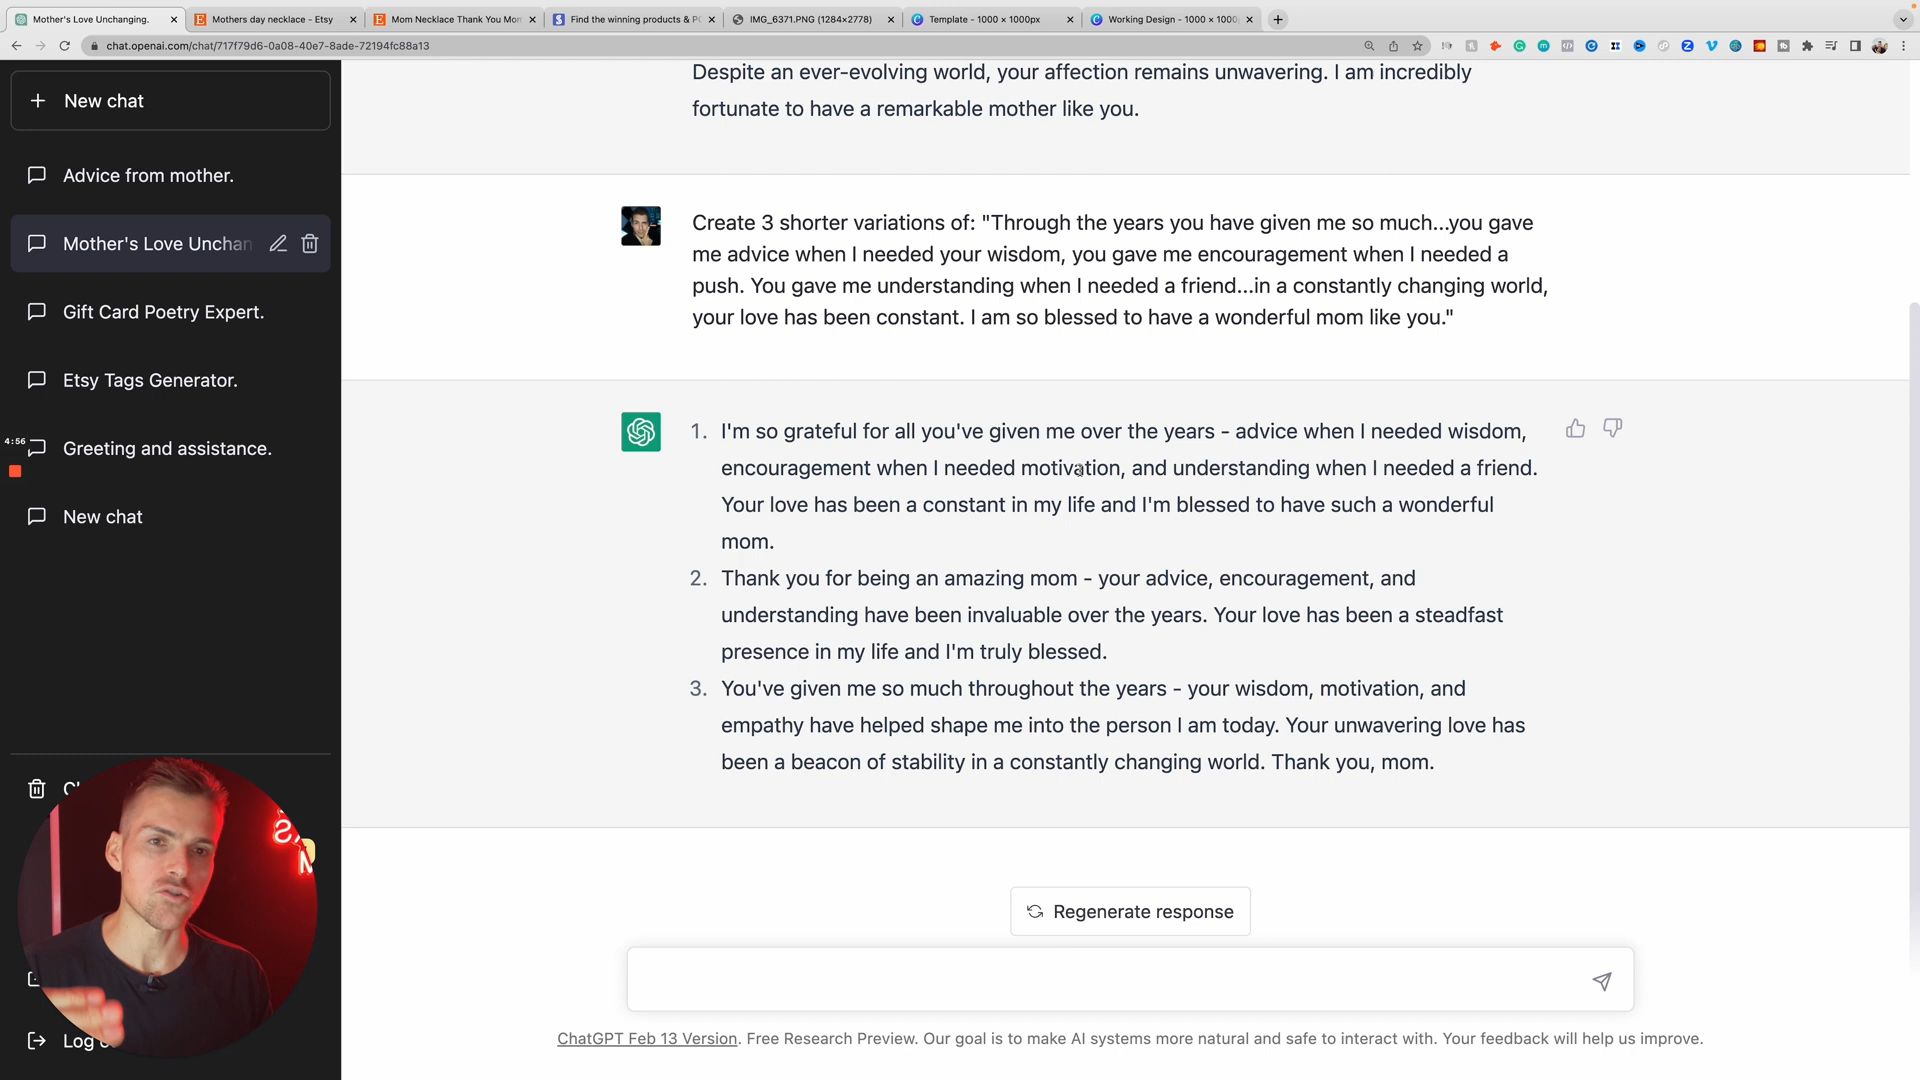 Mother's Love Unchanging.
Mothers day necklace - Etsy
Mom Necklace Thank You Mom
Find the winning products & PO
IMG_6371.PNG (1284×2778)
Template - 1000 × 1000px
Working Design - 1000 × 1000
chat.openai.com/chat/717f79d6-0a08-40e7-8ade-72194fc88a13
New chat
Advice from mother.
Mother's Love Unchan
Gift Card Poetry Expert.
Etsy Tags Generator.
4:56
Greeting and assistance.
New chat
Log
Despite an ever-evolving world, your affection remains unwavering. I am incredibly
fortunate to have a remarkable mother like you.
Create 3 shorter variations of: "Through the years you have given me so much...you gave
me advice when I needed your wisdom, you gave me encouragement when I needed a
push. You gave me understanding when I needed a friend...in a constantly changing world,
your love has been constant. I am so blessed to have a wonderful mom like you."
1. I'm so grateful for all you've given me over the years - advice when I needed wisdom,
encouragement when I needed motivation, and understanding when I needed a friend.
Your love has been a constant in my life and I'm blessed to have such a wonderful
mom.
2. Thank you for being an amazing mom - your advice, encouragement, and
understanding have been invaluable over the years. Your love has been a steadfast
presence in my life and I'm truly blessed.
3. You've given me so much throughout the years - your wisdom, motivation, and
empathy have helped shape me into the person I am today. Your unwavering love has
been a beacon of stability in a constantly changing world. Thank you, mom.
Regenerate response
ChatGPT Feb 13 Version. Free Research Preview. Our goal is to make AI systems more natural and safe to interact with. Your feedback will help us improve.